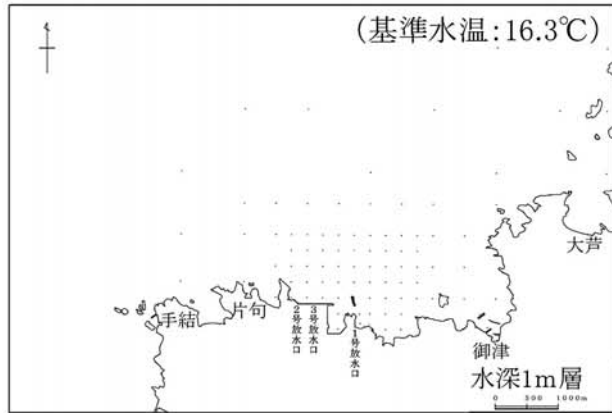 (基準水温:16.3℃)
大芦
手結
片句
2号放水口
3号放水口
1号放水口
御津
水深1m層
0 500 1000m